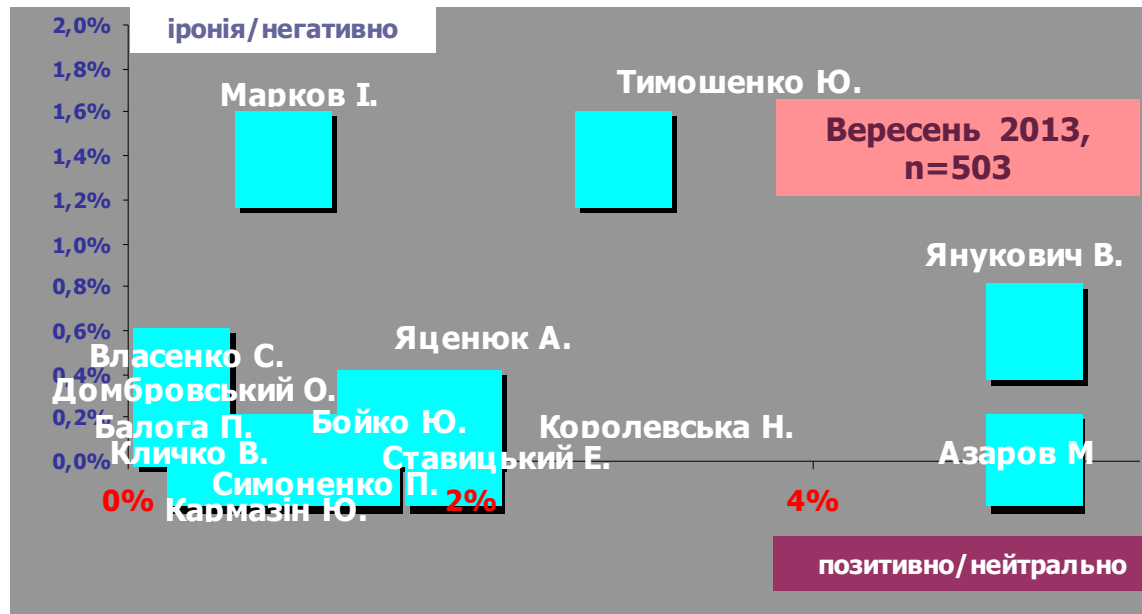 2,0%
іронія/негативно
1,8%
Марков І.
Тимошенко Ю.
1,6%
Вересень 2013,
n=503
1,4%
1,2%
1,0%
Янукович В.
0,8%
0,6%
Яценюк А.
Власенко С.
0,4%
Домбровський О.
0,2%
Балога П.
Бойко Ю.
Королевська Н.
Кличко В.
0,0%
Ставицький Е.
Азаров М
Симоненко П.
0%
Кармазін Ю.
2%
4%
позитивно/нейтрально